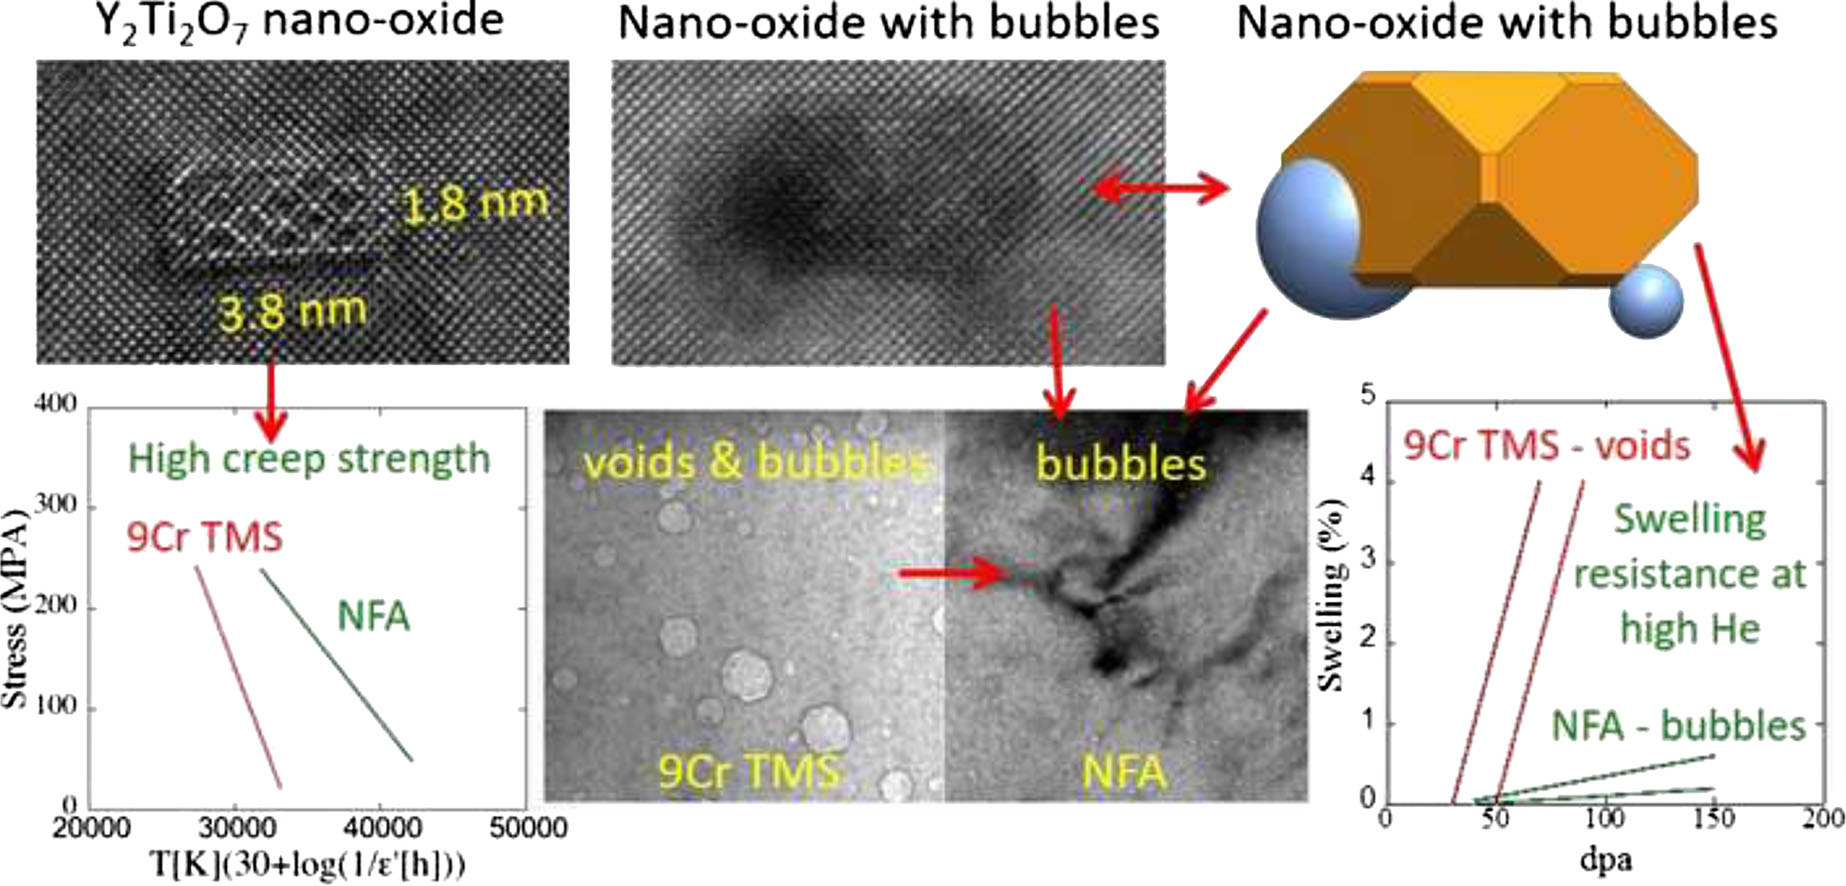 Y₂Ti₂O₇ nano-oxide
Nano-oxide with bubbles
Nano-oxide with bubbles
1.8 nm
3.8 nm
400
300
200
100
0
Stress (MPA)
High creep strength
9Cr TMS
NFA
20000 30000 40000 50000
T[K](30+log(1/ε'[h]))
voids & bubbles
9Cr TMS
bubbles
NFA
5
4
3
2
1
0
Swelling (%)
9Cr TMS - voids
Swelling
resistance at
high He
NFA - bubbles
0 50 100 150 200
dpa